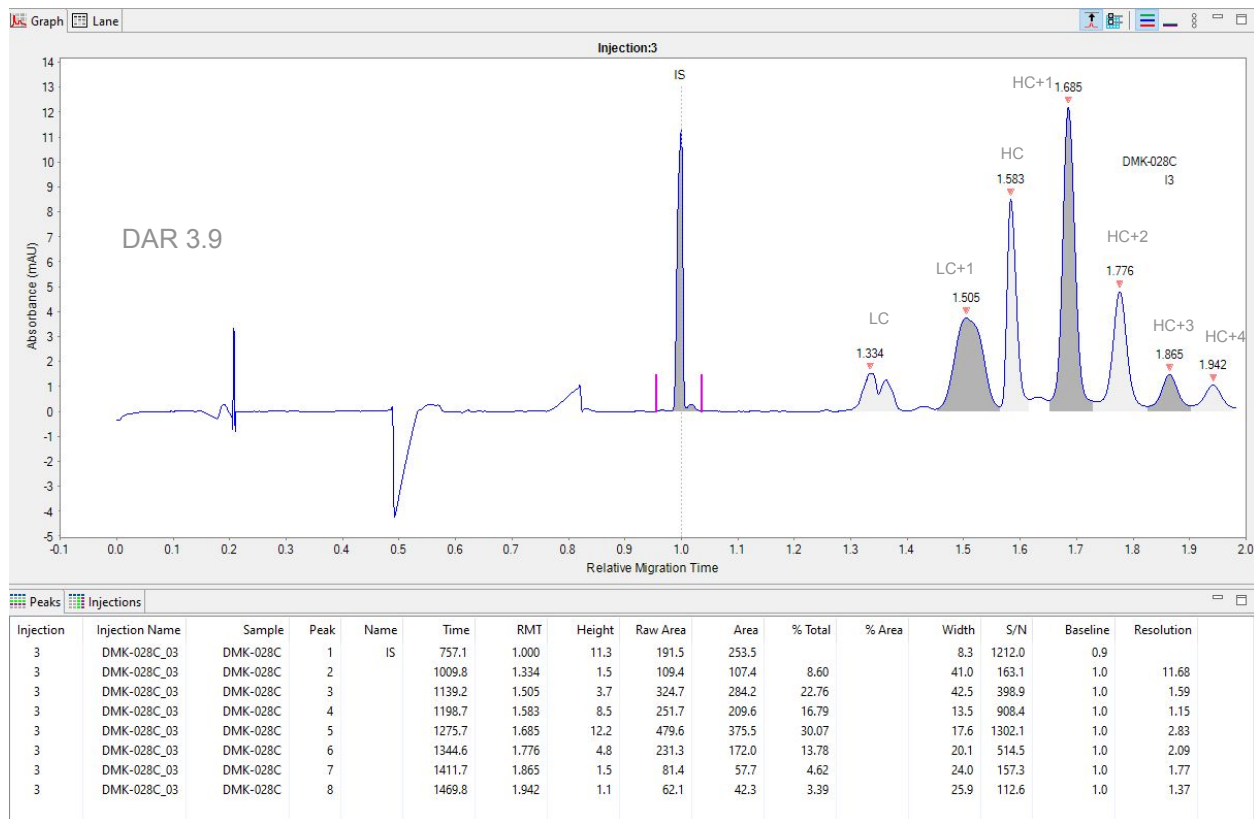 Graph Lane
Injection:3
14
13
12
11
10
9
8
7
6
5
4
3
2
1
0
-1
-2
-3
-4
-5
Absorbance (mAU)
DAR 3.9
IS
LC
1.334
LC+1
1.505
HC
1.583
HC+1
1.685
HC+2
1.776
HC+3
1.865
HC+4
1.942
DMK-028C
I3
-0.1 0.0 0.1 0.2 0.3 0.4 0.5 0.6 0.7 0.8 0.9 1.0 1.1 1.2 1.3 1.4 1.5 1.6 1.7 1.8 1.9 2.0
Relative Migration Time
Peaks Injections
Injection Injection Name Sample Peak Name Time RMT Height Raw Area Area % Total % Area Width S/N Baseline Resolution
3 DMK-028C_03 DMK-028C 1 IS 757.1 1.000 11.3 191.5 253.5 8.3 1212.0 0.9
3 DMK-028C_03 DMK-028C 2 1009.8 1.334 1.5 109.4 107.4 8.60 41.0 163.1 1.0 11.68
3 DMK-028C_03 DMK-028C 3 1139.2 1.505 3.7 324.7 284.2 22.76 42.5 398.9 1.0 1.59
3 DMK-028C_03 DMK-028C 4 1198.7 1.583 8.5 251.7 209.6 16.79 13.5 908.4 1.0 1.15
3 DMK-028C_03 DMK-028C 5 1275.7 1.685 12.2 479.6 375.5 30.07 17.6 1302.1 1.0 2.83
3 DMK-028C_03 DMK-028C 6 1344.6 1.776 4.8 231.3 172.0 13.78 20.1 514.5 1.0 2.09
3 DMK-028C_03 DMK-028C 7 1411.7 1.865 1.5 81.4 57.7 4.62 24.0 157.3 1.0 1.77
3 DMK-028C_03 DMK-028C 8 1469.8 1.942 1.1 62.1 42.3 3.39 25.9 112.6 1.0 1.37